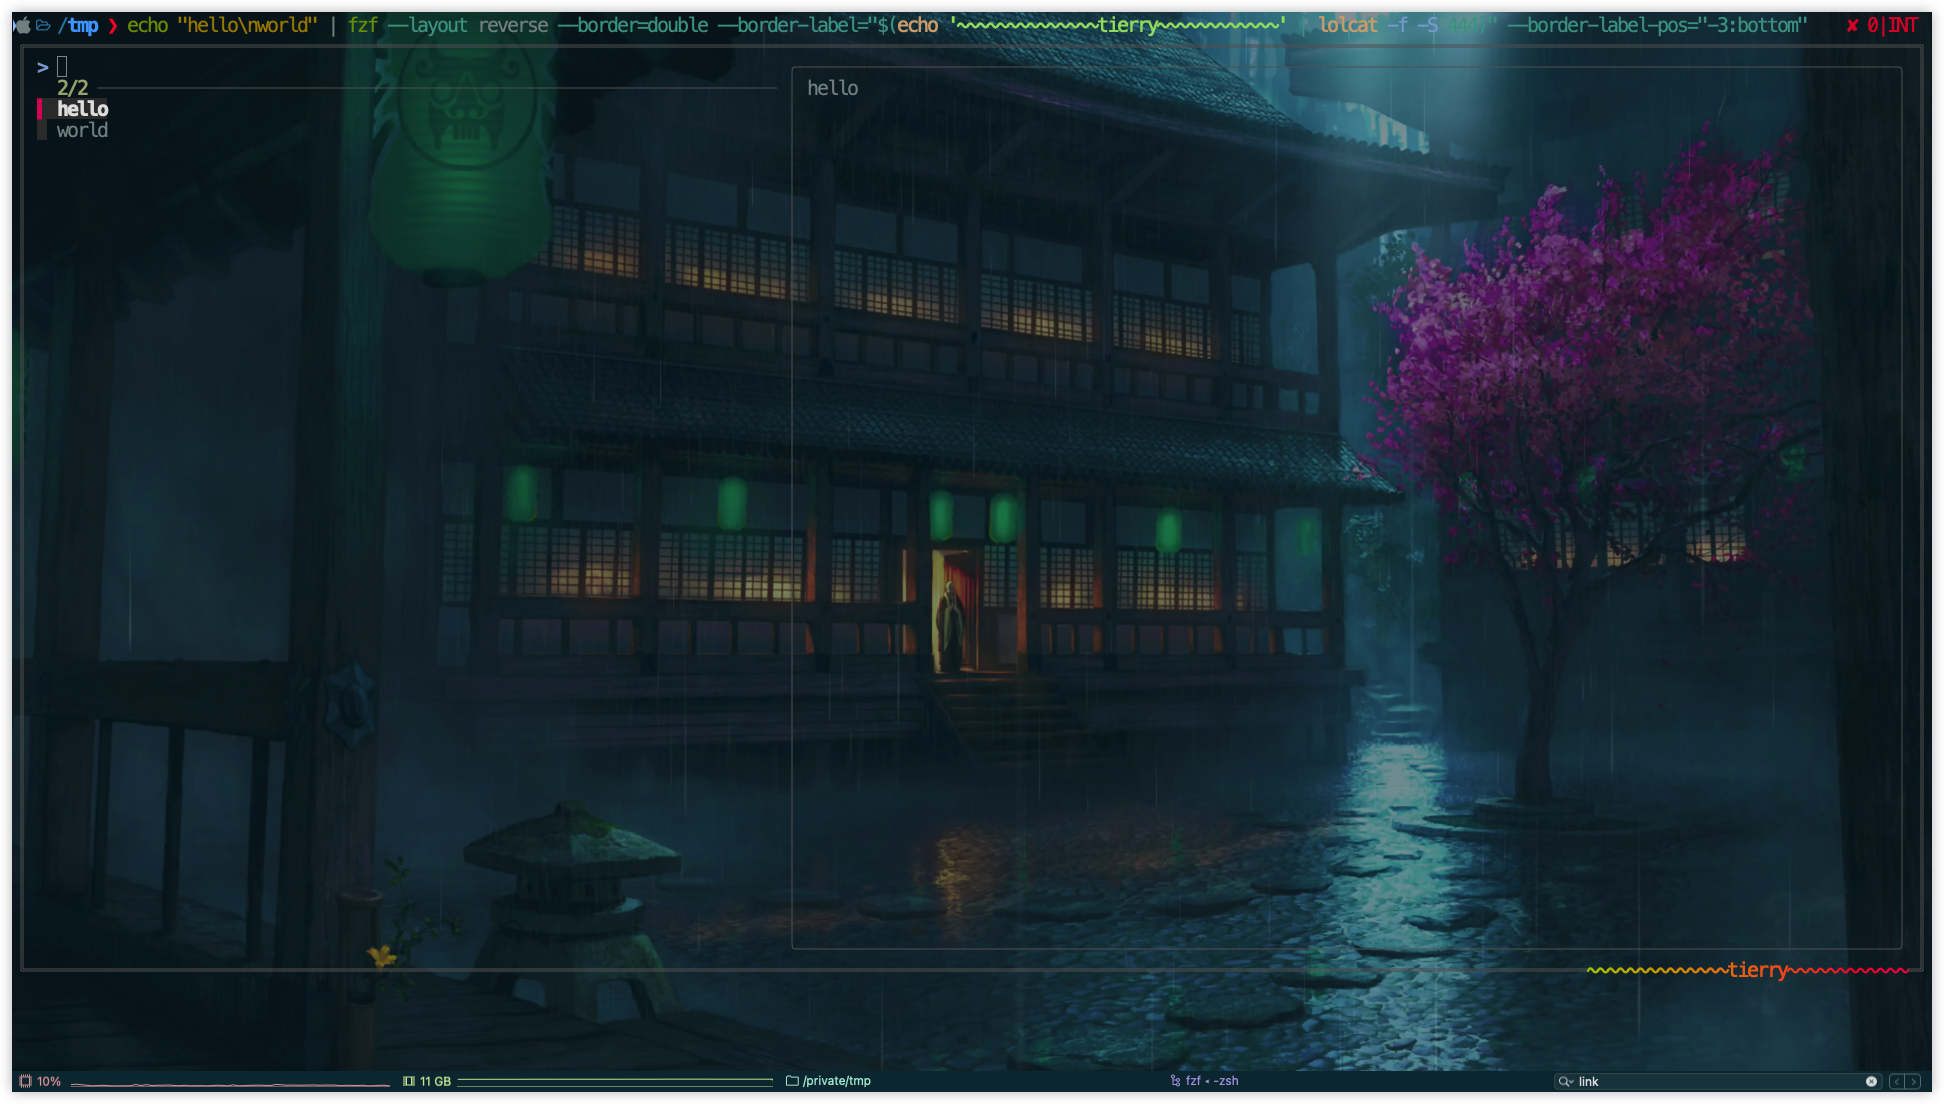 /tmp ❯ echo "hello\nworld" | fzf --layout reverse --border=double --border-label="$(echo '~~~~~~~~~~~~~~tierry~~~~~~~~~~~~' | lolcat -f -S 444)" --border-label-pos="-3:bottom" ✘ 0|INT
>
2/2
hello
hello
world
~~~~~~~~~~~~~~tierry~~~~~~~~~~~~
10% 11 GB /private/tmp fzf ◂ -zsh link